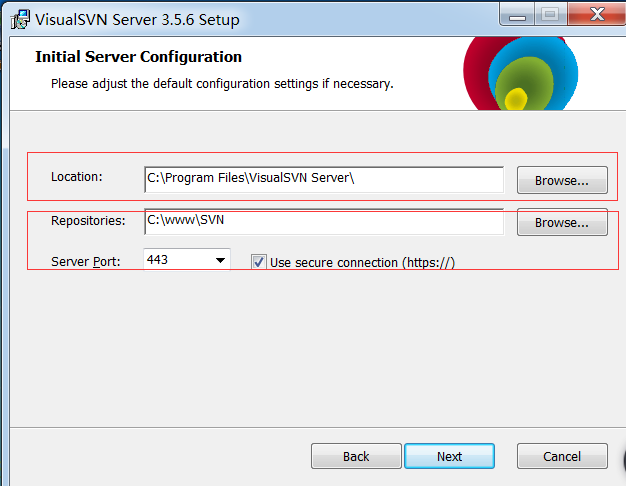 VisualSVN Server 3.5.6 Setup
Initial Server Configuration
Please adjust the default configuration settings if necessary.
Location: C:\Program Files\VisualSVN Server\ Browse...
Repositories: C:\www\SVN Browse...
Server Port: 443 Use secure connection (https://)
Back Next Cancel